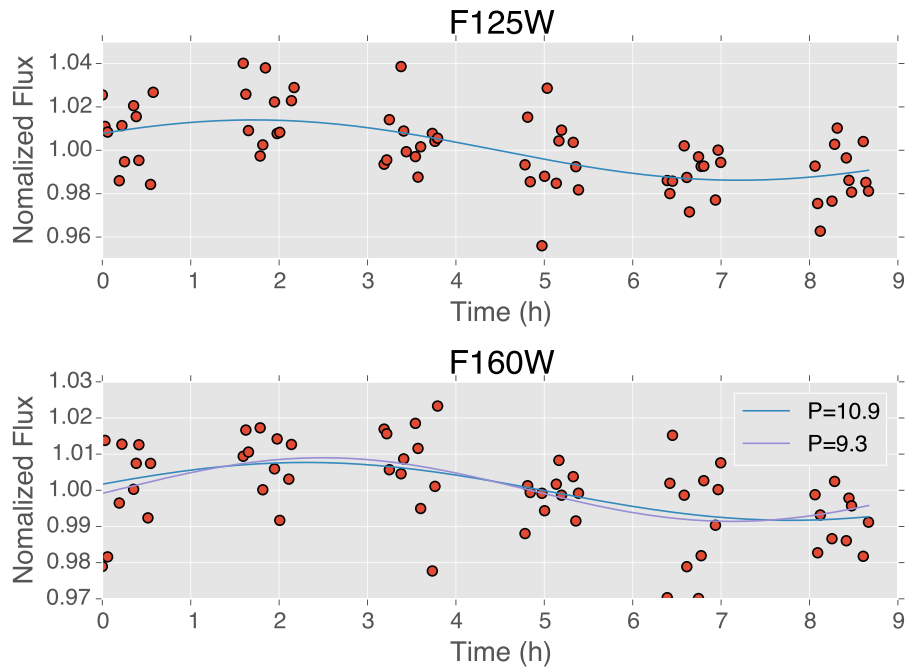 F125W
Nomalized Flux
1.04
1.02
1.00
0.98
0.96
0 1 2 3 4 5 6 7 8 9
Time (h)
F160W
Nomalized Flux
1.03
1.02
1.01
1.00
0.99
0.98
0.97
P=10.9
P=9.3
0 1 2 3 4 5 6 7 8 9
Time (h)